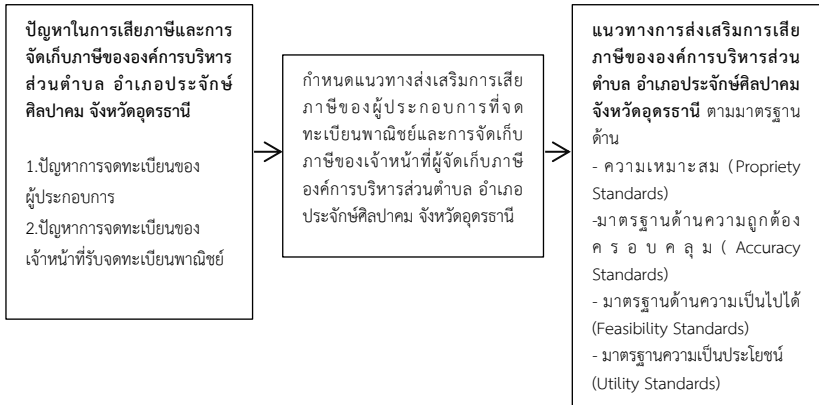 ปัญหาในการเสียภาษีและการ
จัดเก็บภาษีขององค์การบริหาร
ส่วนตำบล อำเภอประจักษ์
ศิลปาคม จังหวัดอุดรธานี
1.ปัญหาการจดทะเบียนของ
ผู้ประกอบการ
2.ปัญหาการจดทะเบียนของ
เจ้าหน้าที่รับจดทะเบียนพาณิชย์
กำหนดแนวทางส่งเสริมการเสีย
ภาษีของผู้ประกอบการที่จด
ทะเบียนพาณิชย์และการจัดเก็บ
ภาษีของเจ้าหน้าที่ผู้จัดเก็บภาษี
องค์การบริหารส่วนตำบล อำเภอ
ประจักษ์ศิลปาคม จังหวัดอุดรธานี
แนวทางการส่งเสริมการเสีย
ภาษีขององค์การบริหารส่วน
ตำบล อำเภอประจักษ์ศิลปาคม
จังหวัดอุดรธานี ตามมาตรฐาน
ด้าน
- ความเหมาะสม (Propriety
Standards)
-มาตรฐานด้านความถูกต้อง
ครอบคลุม ( Accuracy
Standards)
- มาตรฐานด้านความเป็นไปได้
(Feasibility Standards)
- มาตรฐานความเป็นประโยชน์
(Utility Standards)